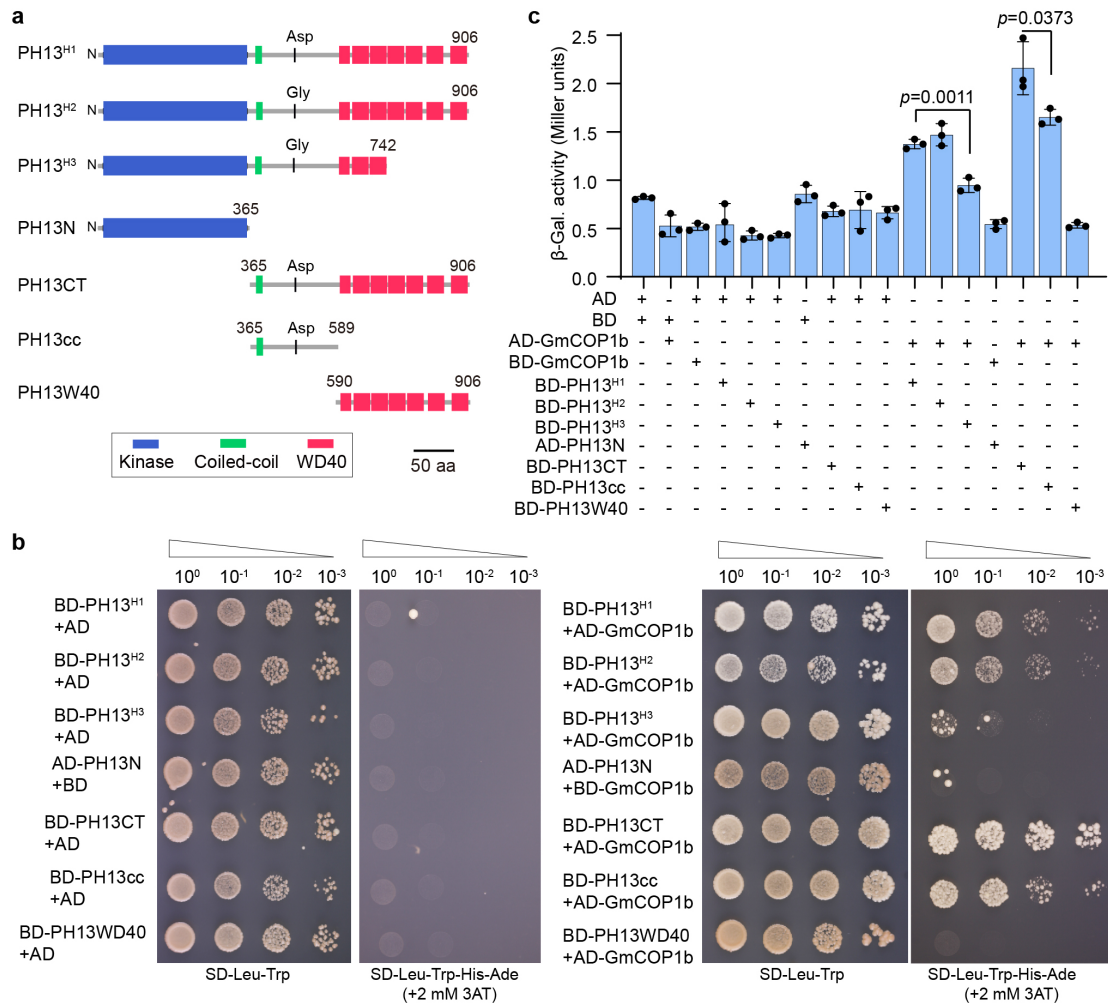 a
PH13H1 N Asp 906
PH13H2 N Gly 906
PH13H3 N Gly 742
PH13N N 365
PH13CT 365 Asp 906
PH13cc 365 Asp 589
PH13W40 590 906
Kinase Coiled-coil WD40
50 aa
c
p=0.0373
p=0.0011
β-Gal. activity (Miller units)
2.5
2.0
1.5
1.0
0.5
0.0
AD + + + + + + - + + + - - - - - - -
BD + - - - - - + - - - - - - - - - -
AD-GmCOP1b - + - - - - - - - - + + + - + + +
BD-GmCOP1b - - + - - - - - - - - - - + - - -
BD-PH13H1 - - - + - - - - - - + - - - - - -
BD-PH13H2 - - - - + - - - - - - + - - - - -
BD-PH13H3 - - - - - + - - - - - - + - - - -
AD-PH13N - - - - - - + - - - - - - + - - -
BD-PH13CT - - - - - - - + - - - - - - + - -
BD-PH13cc - - - - - - - - + - - - - - - + -
BD-PH13W40 - - - - - - - - - + - - - - - - +
b
100 10-1 10-2 10-3 100 10-1 10-2 10-3
BD-PH13H1
+AD
BD-PH13H2
+AD
BD-PH13H3
+AD
AD-PH13N
+BD
BD-PH13CT
+AD
BD-PH13cc
+AD
BD-PH13WD40
+AD
SD-Leu-Trp
SD-Leu-Trp-His-Ade
(+2 mM 3AT)
100 10-1 10-2 10-3 100 10-1 10-2 10-3
BD-PH13H1
+AD-GmCOP1b
BD-PH13H2
+AD-GmCOP1b
BD-PH13H3
+AD-GmCOP1b
AD-PH13N
+BD-GmCOP1b
BD-PH13CT
+AD-GmCOP1b
BD-PH13cc
+AD-GmCOP1b
BD-PH13WD40
+AD-GmCOP1b
SD-Leu-Trp
SD-Leu-Trp-His-Ade
(+2 mM 3AT)